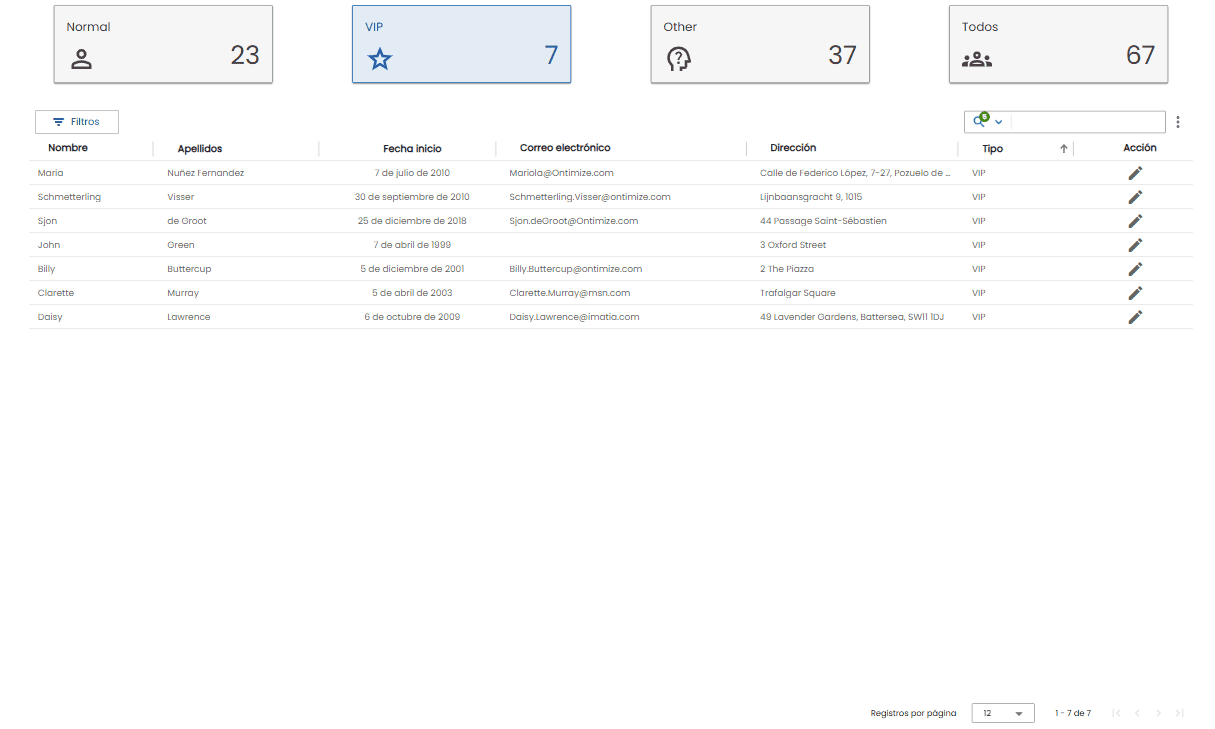 Normal VIP Other Todos
23 7 37 67
Filtros 5
Nombre Apellidos Fecha inicio Correo electrónico Dirección Tipo Acción
Maria Nuñez Fernandez 7 de julio de 2010 Mariola@Ontimize.com Calle de Federico López, 7-27, Pozuelo de ... VIP
Schmetterling Visser 30 de septiembre de 2010 Schmetterling.Visser@ontimize.com Lijnbaansgracht 9, 1015 VIP
Sjon de Groot 25 de diciembre de 2018 Sjon.deGroot@Ontimize.com 44 Passage Saint-Sébastien VIP
John Green 7 de abril de 1999 3 Oxford Street VIP
Billy Buttercup 5 de diciembre de 2001 Billy.Buttercup@ontimize.com 2 The Piazza VIP
Clarette Murray 5 de abril de 2003 Clarette.Murray@msn.com Trafalgar Square VIP
Daisy Lawrence 6 de octubre de 2009 Daisy.Lawrence@imatia.com 49 Lavender Gardens, Battersea, SW11 1DJ VIP
Registros por página 12 1 - 7 de 7